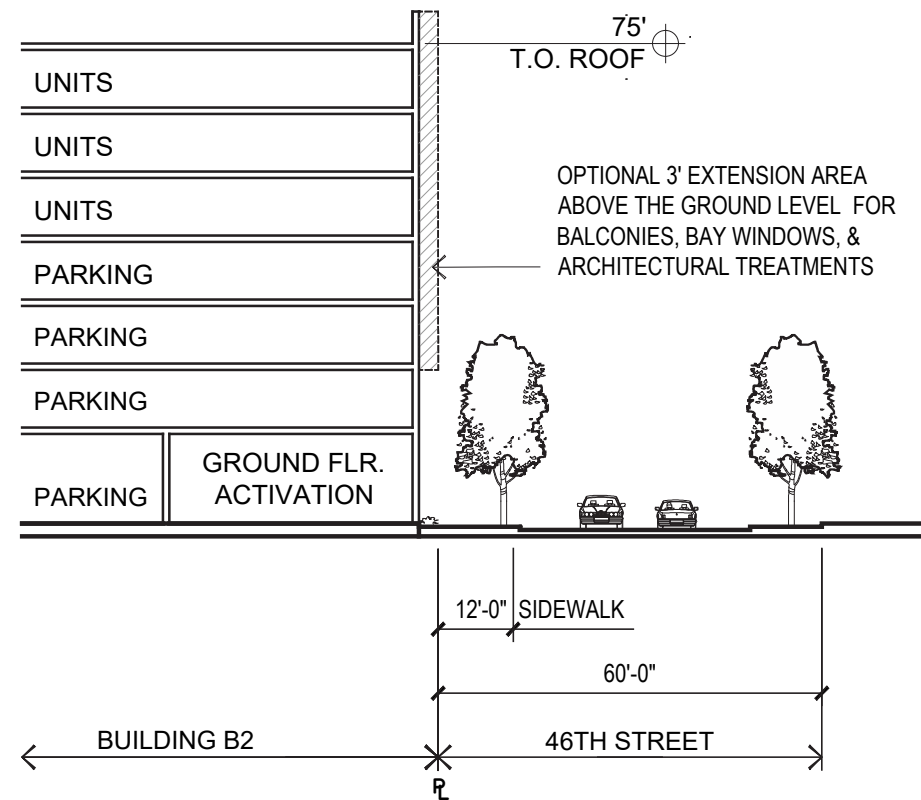 75'
T.O. ROOF
UNITS
UNITS
UNITS
OPTIONAL 3' EXTENSION AREA
ABOVE THE GROUND LEVEL FOR
BALCONIES, BAY WINDOWS, &
ARCHITECTURAL TREATMENTS
PARKING
PARKING
PARKING
GROUND FLR.
ACTIVATION
PARKING
12'-0" SIDEWALK
60'-0"
BUILDING B2
46TH STREET
PL